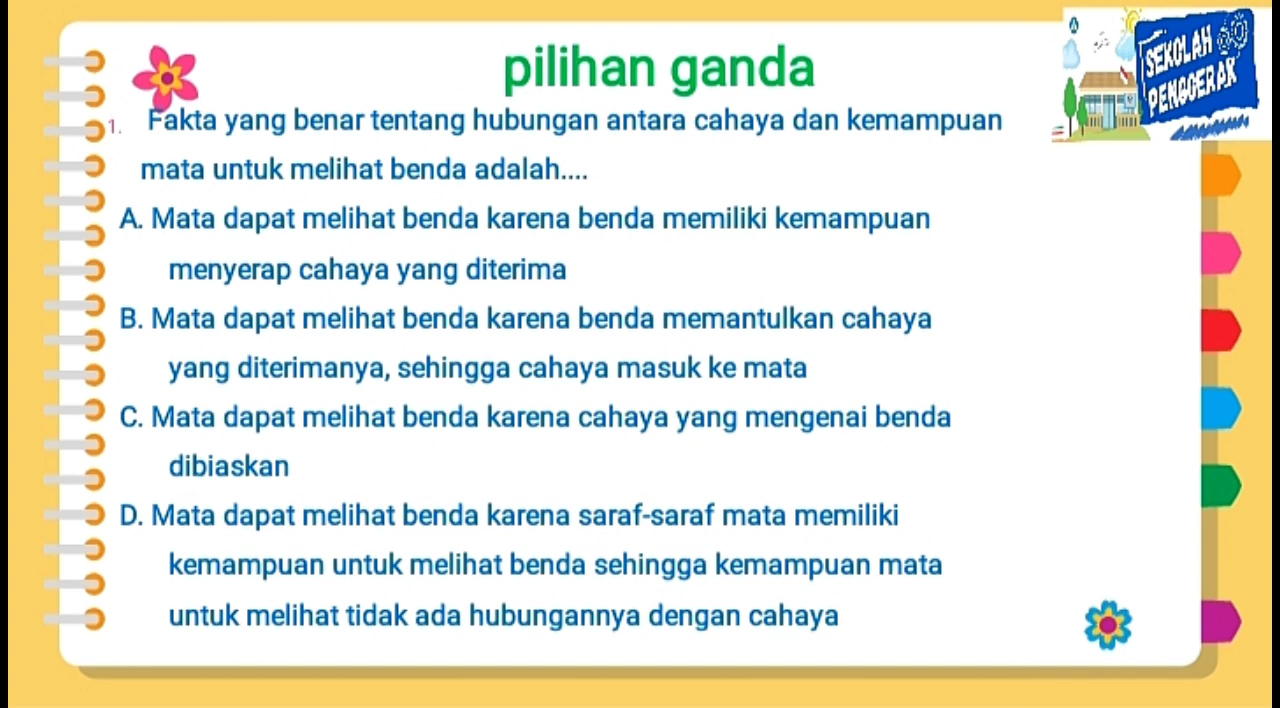 pilihan ganda
SEKOLAH
PENGGERAK
1. Fakta yang benar tentang hubungan antara cahaya dan kemampuan
mata untuk melihat benda adalah....
A. Mata dapat melihat benda karena benda memiliki kemampuan
menyerap cahaya yang diterima
B. Mata dapat melihat benda karena benda memantulkan cahaya
yang diterimanya, sehingga cahaya masuk ke mata
C. Mata dapat melihat benda karena cahaya yang mengenai benda
dibiaskan
D. Mata dapat melihat benda karena saraf-saraf mata memiliki
kemampuan untuk melihat benda sehingga kemampuan mata
untuk melihat tidak ada hubungannya dengan cahaya